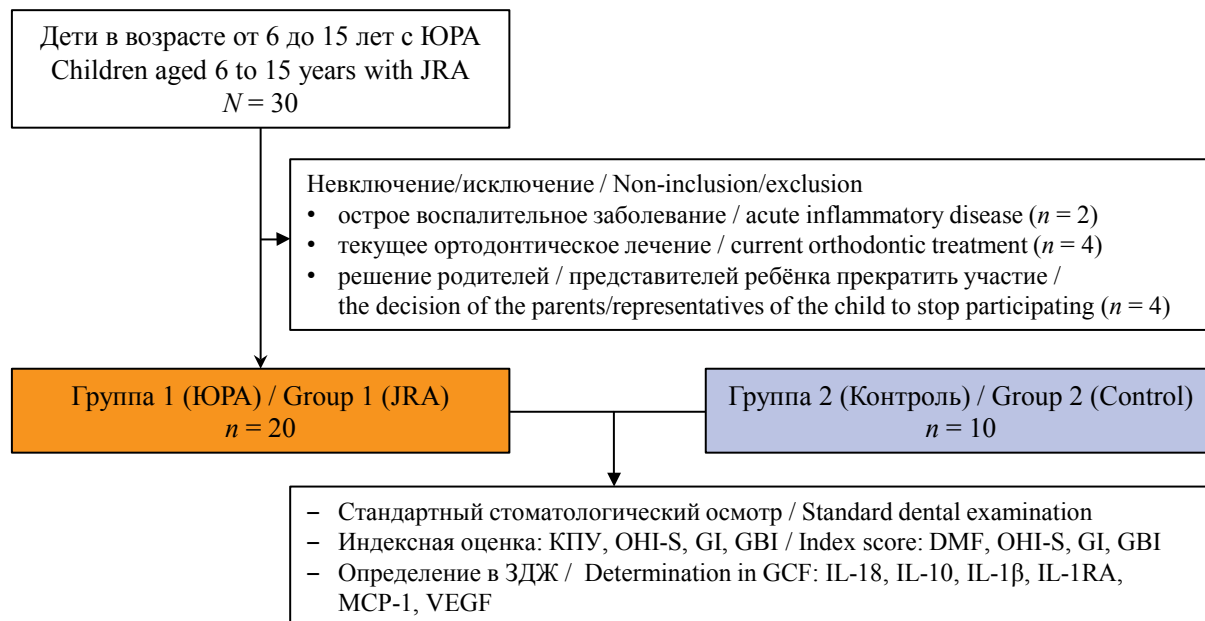 Дети в возрасте от 6 до 15 лет с ЮРА
Children aged 6 to 15 years with JRA
N = 30
Невключение/исключение / Non-inclusion/exclusion
• острое воспалительное заболевание / acute inflammatory disease (n = 2)
• текущее ортодонтическое лечение / current orthodontic treatment (n = 4)
• решение родителей / представителей ребёнка прекратить участие /
the decision of the parents/representatives of the child to stop participating (n = 4)
Группа 1 (ЮРА) / Group 1 (JRA)
n = 20
Группа 2 (Контроль) / Group 2 (Control)
n = 10
– Стандартный стоматологический осмотр / Standard dental examination
– Индексная оценка: КПУ, OHI-S, GI, GBI / Index score: DMF, OHI-S, GI, GBI
– Определение в ЗДЖ / Determination in GCF: IL-18, IL-10, IL-1β, IL-1RA,
MCP-1, VEGF